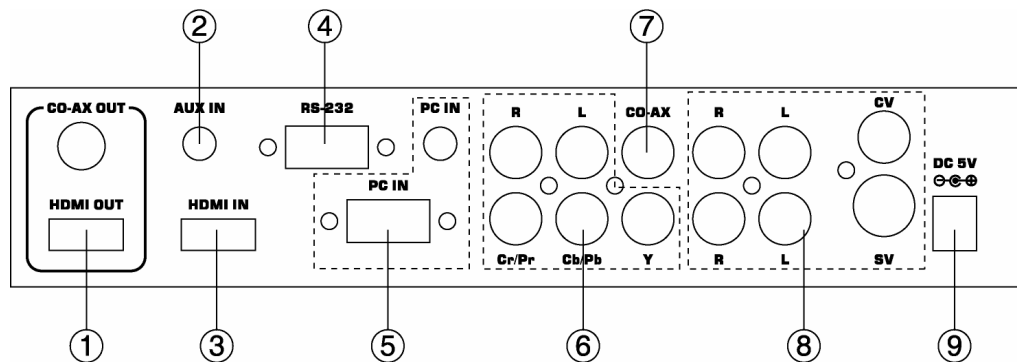 ② ④ ⑦
CO-AX OUT AUX IN RS-232 PC IN R L CO-AX R L CV
PC IN DC 5V
HDMI OUT HDMI IN
Cr/Pr Cb/Pb Y R L SV
① ③ ⑤ ⑥ ⑧ ⑨